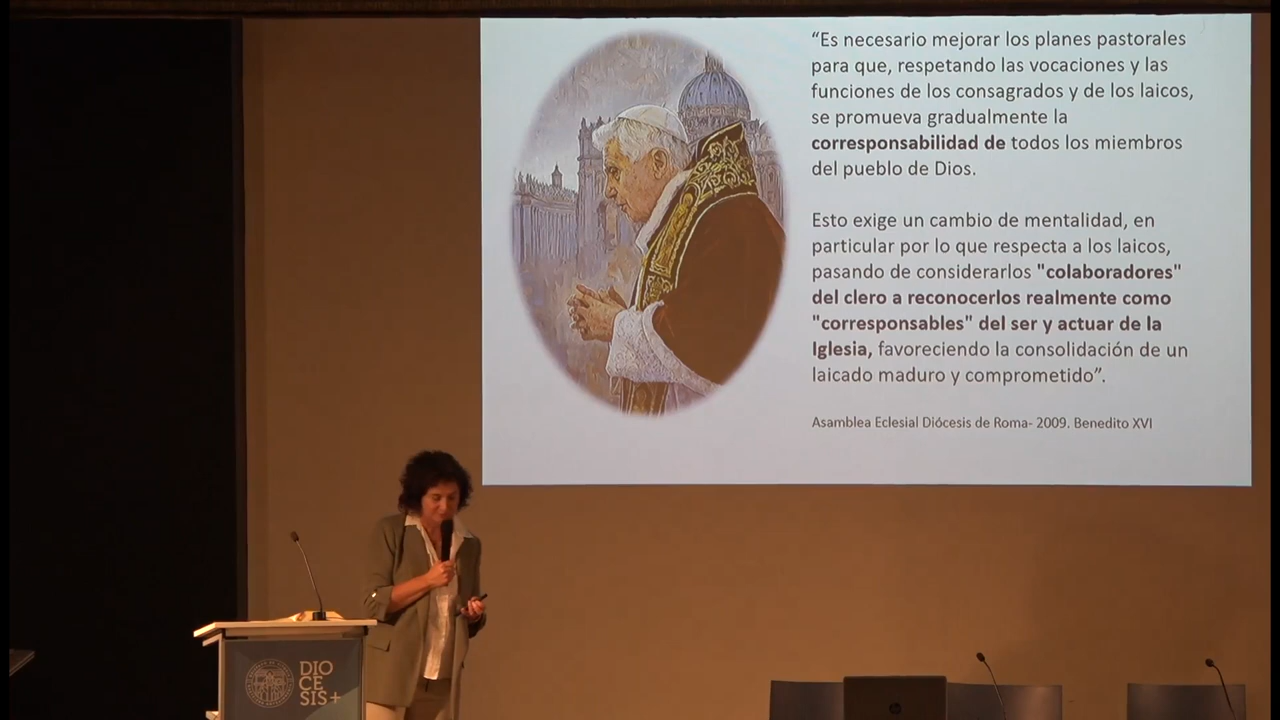 “Es necesario mejorar los planes pastorales
para que, respetando las vocaciones y las
funciones de los consagrados y de los laicos,
se promueva gradualmente la
corresponsabilidad de todos los miembros
del pueblo de Dios.
Esto exige un cambio de mentalidad, en
particular por lo que respecta a los laicos,
pasando de considerarlos "colaboradores"
del clero a reconocerlos realmente como
"corresponsables" del ser y actuar de la
Iglesia, favoreciendo la consolidación de un
laicado maduro y comprometido”.
Asamblea Eclesial Diócesis de Roma- 2009. Benedito XVI
DIO
CE
SIS+